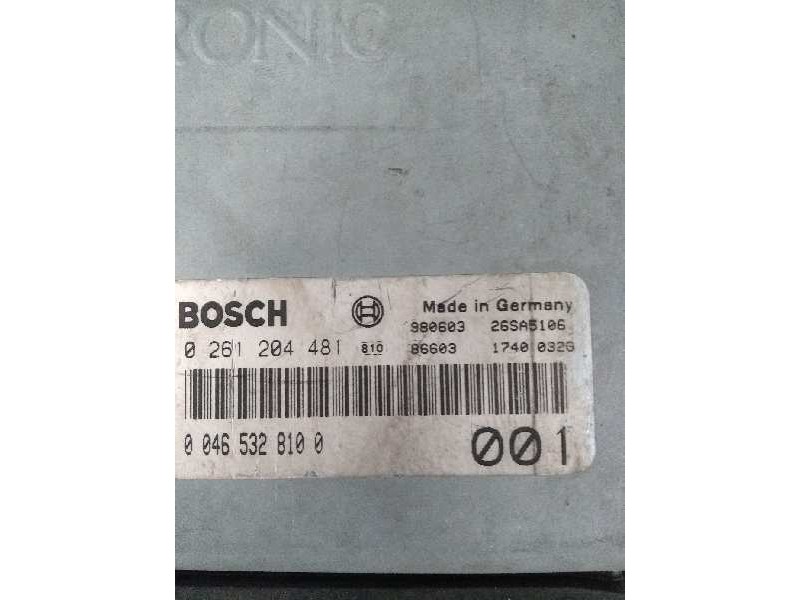 RONIC
BOSCH Made in Germany
980603 26SA5106
0 261 204 481 810 86603 1740 0326
0 046 532 810 0 001